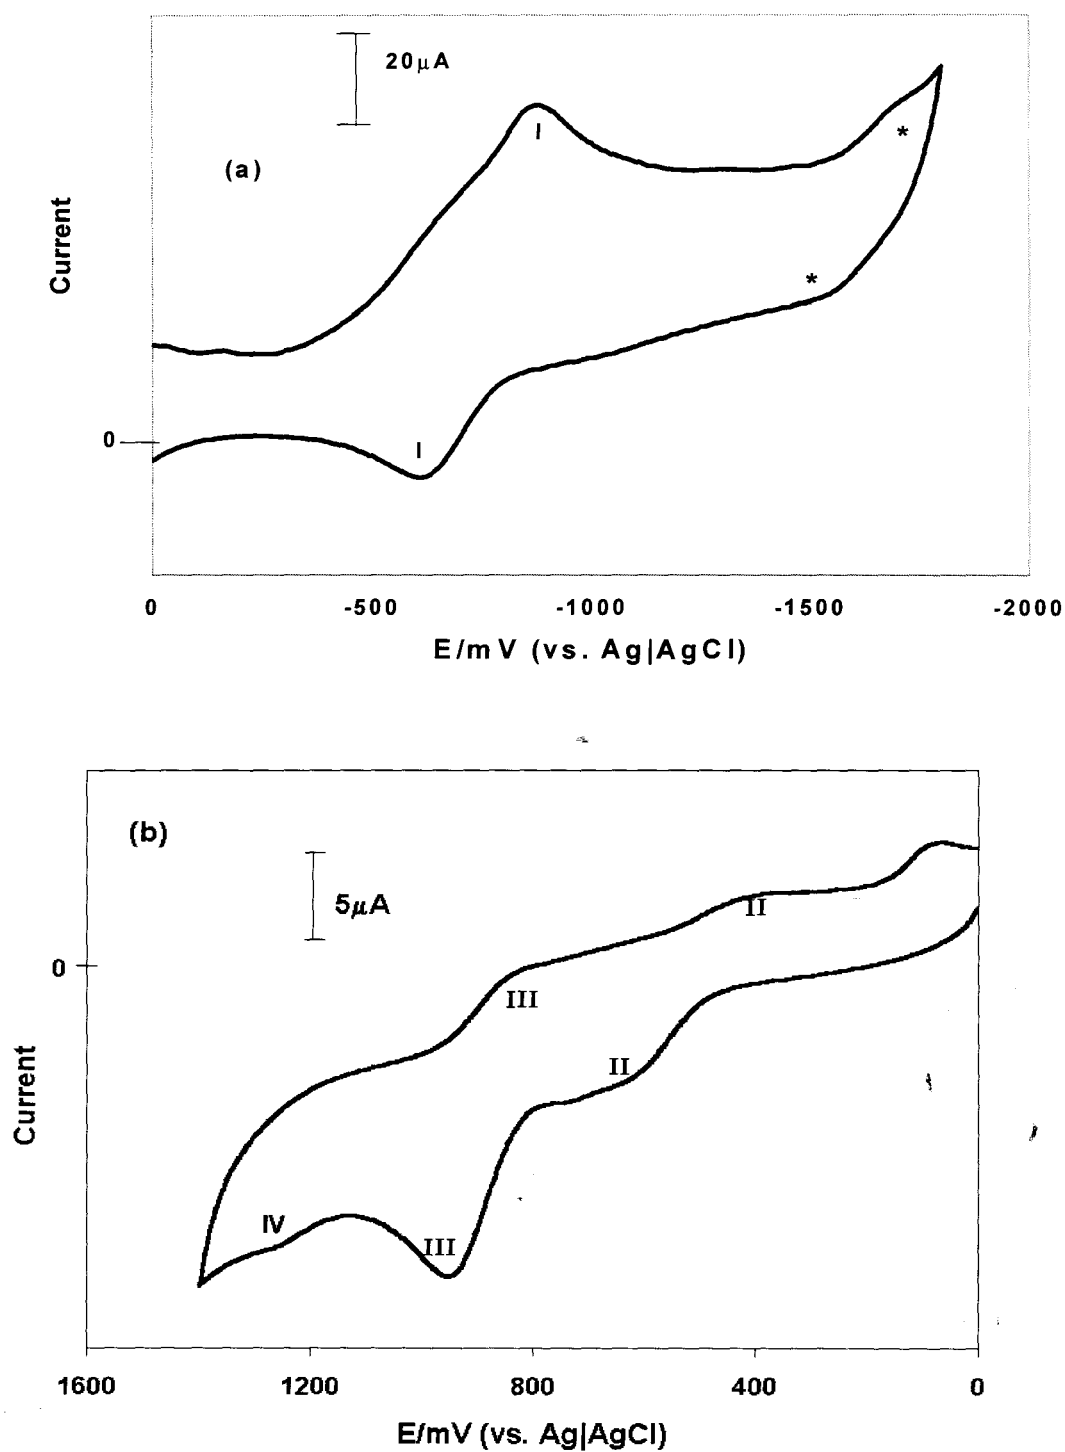 20μA
I
*
(a)
Current
*
I
0
0 -500 -1000 -1500 -2000
E/mV (vs. Ag|AgCl)
(b)
5μA
II
0
III
II
Current
IV
III
1600 1200 800 400 0
E/mV (vs. Ag|AgCl)